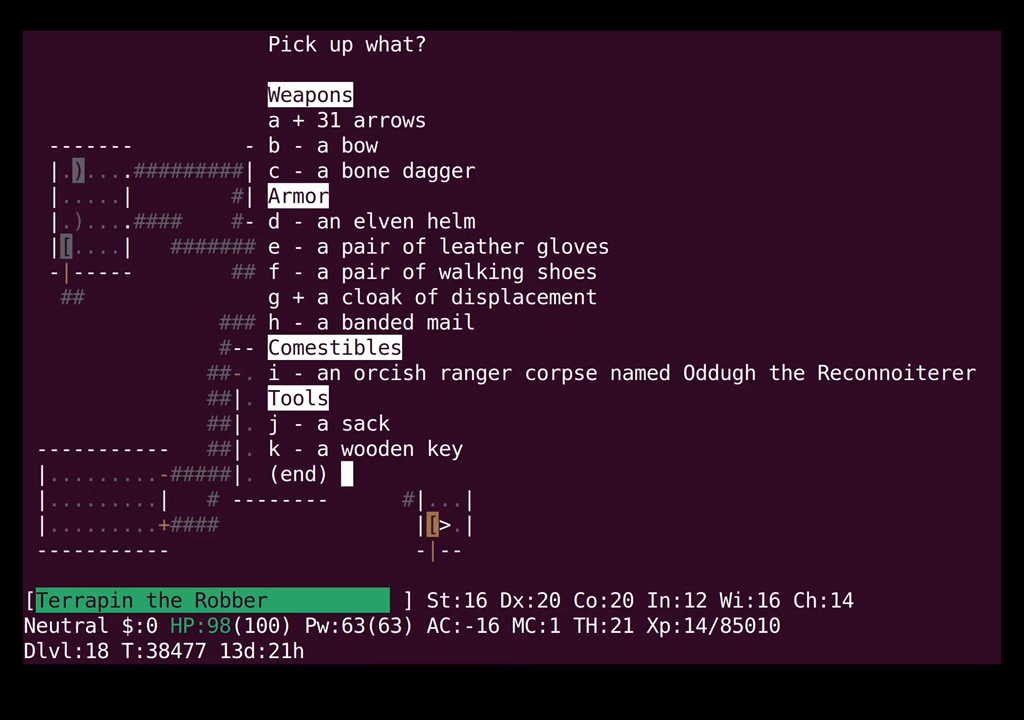 Pick up what?
Weapons
a + 31 arrows
------- - b - a bow
|.)....#########| c - a bone dagger
|.....| #| Armor
|.)....#### #- d - an elven helm
|[....| ####### e - a pair of leather gloves
-|----- ## f - a pair of walking shoes
## g + a cloak of displacement
### h - a banded mail
#-- Comestibles
##-. i - an orcish ranger corpse named Oddugh the Reconnoiterer
##|. Tools
##|. j - a sack
----------- ##|. k - a wooden key
|.........-#####|. (end)
|.........| # -------- #|...|
|.........+#### |[>.|
----------- -|--
[Terrapin the Robber ] St:16 Dx:20 Co:20 In:12 Wi:16 Ch:14
Neutral $:0 HP:98(100) Pw:63(63) AC:-16 MC:1 TH:21 Xp:14/85010
Dlvl:18 T:38477 13d:21h